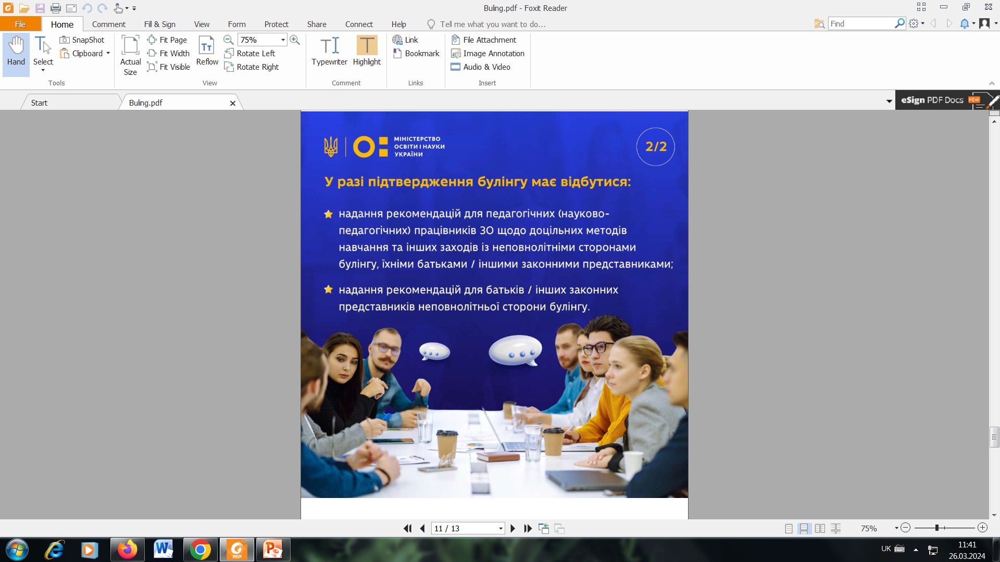 Buling.pdf - Foxit Reader
File
Home
Comment
Fill & Sign
View
Form
Protect
Share
Connect
Help
Tell me what you want to do...
Find
Hand
Select
SnapShot
Clipboard
Actual
Size
Fit Page
Fit Width
Fit Visible
Reflow
75%
Rotate Left
Rotate Right
Typewriter
Highlight
Link
Bookmark
File Attachment
Image Annotation
Audio & Video
Tools
View
Comment
Links
Insert
Start
Buling.pdf
eSign PDF Docs
PDF
МІНІСТЕРСТВО
ОСВІТИ І НАУКИ
УКРАЇНИ
2/2
У разі підтвердження булінгу має відбутися:
надання рекомендацій для педагогічних (науково-
педагогічних) працівників ЗО щодо доцільних методів
навчання та інших заходів із неповнолітніми сторонами
булінгу, їхніми батьками / іншими законними представниками;
надання рекомендацій для батьків / інших законних
представників неповнолітньої сторони булінгу.
11 / 13
75%
PDF
UK
11:41
26.03.2024